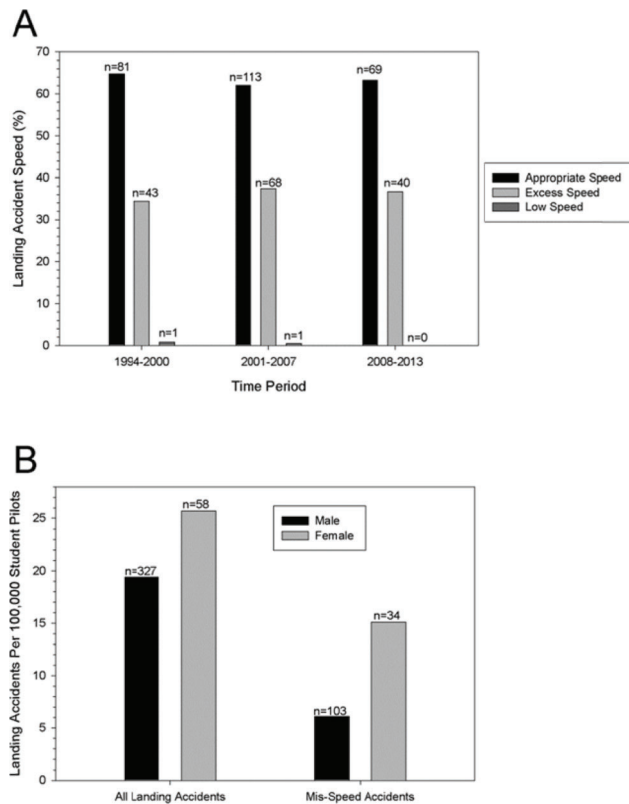 A
70
60
50
40
30
20
10
0
Landing Accident Speed (%)
n=81
n=43
n=1
n=113
n=68
n=1
n=69
n=40
n=0
1994-2000
2001-2007
2008-2013
Time Period
Appropriate Speed
Excess Speed
Low Speed
B
25
20
15
10
5
0
Landing Accidents Per 100,000 Student Pilots
n=327
n=58
n=103
n=34
Male
Female
All Landing Accidents
Mis-Speed Accidents